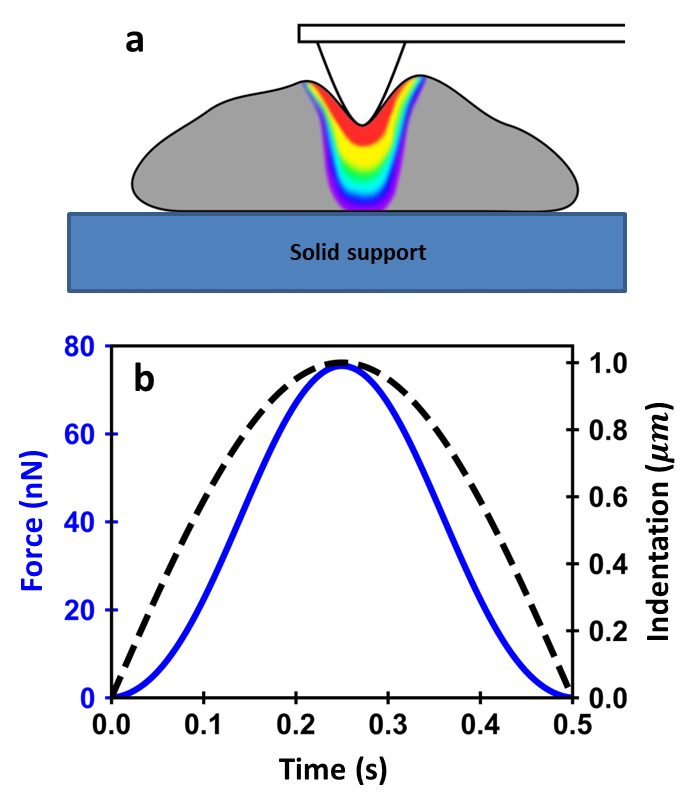 a
Solid support
b
Force (nN)
80
60
40
20
0
1.0
0.8
0.6
0.4
0.2
0.0
Indentation (μm)
0.0 0.1 0.2 0.3 0.4 0.5
Time (s)